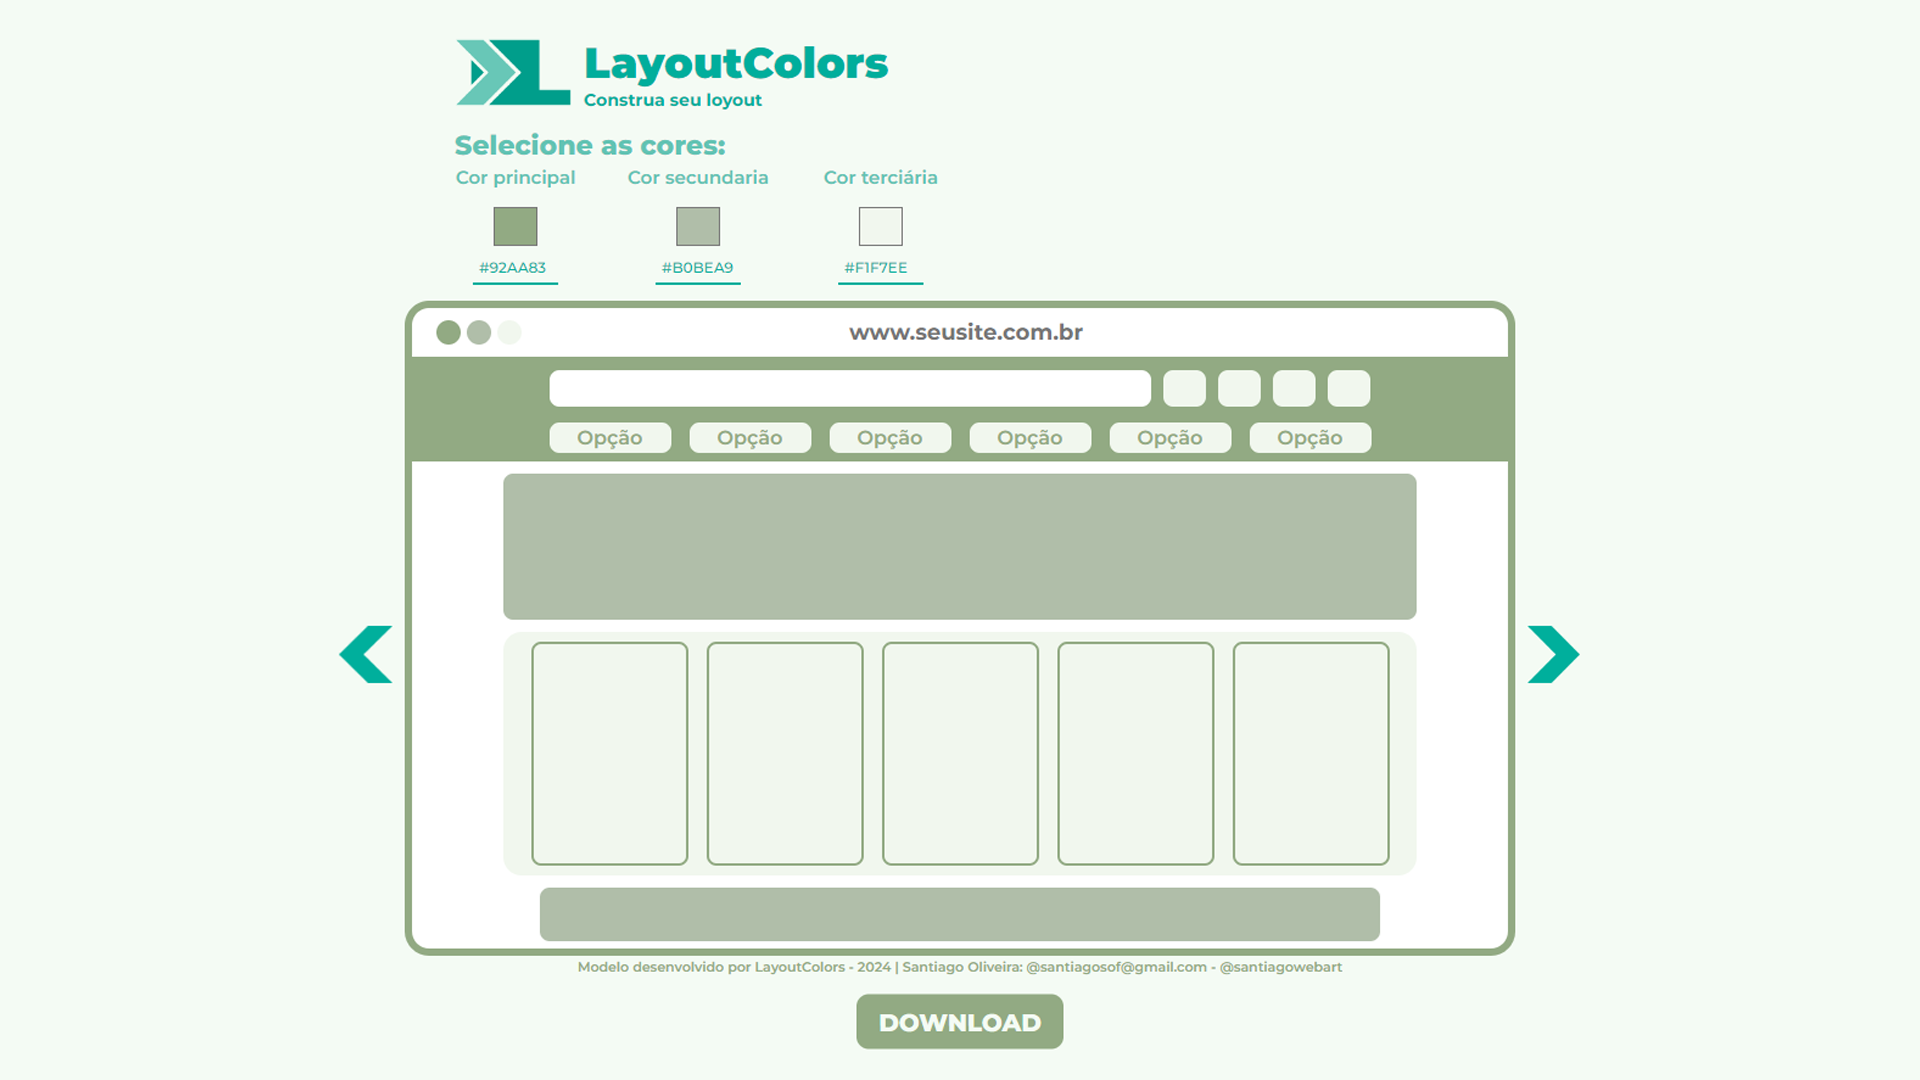 LayoutColors
Construa seu loyout
Selecione as cores:
Cor principal Cor secundaria Cor terciária
#92AA83 #B0BEA9 #F1F7EE
www.seusite.com.br
Opção Opção Opção Opção Opção Opção
Modelo desenvolvido por LayoutColors - 2024 | Santiago Oliveira: @santiagosof@gmail.com - @santiagowebart
DOWNLOAD